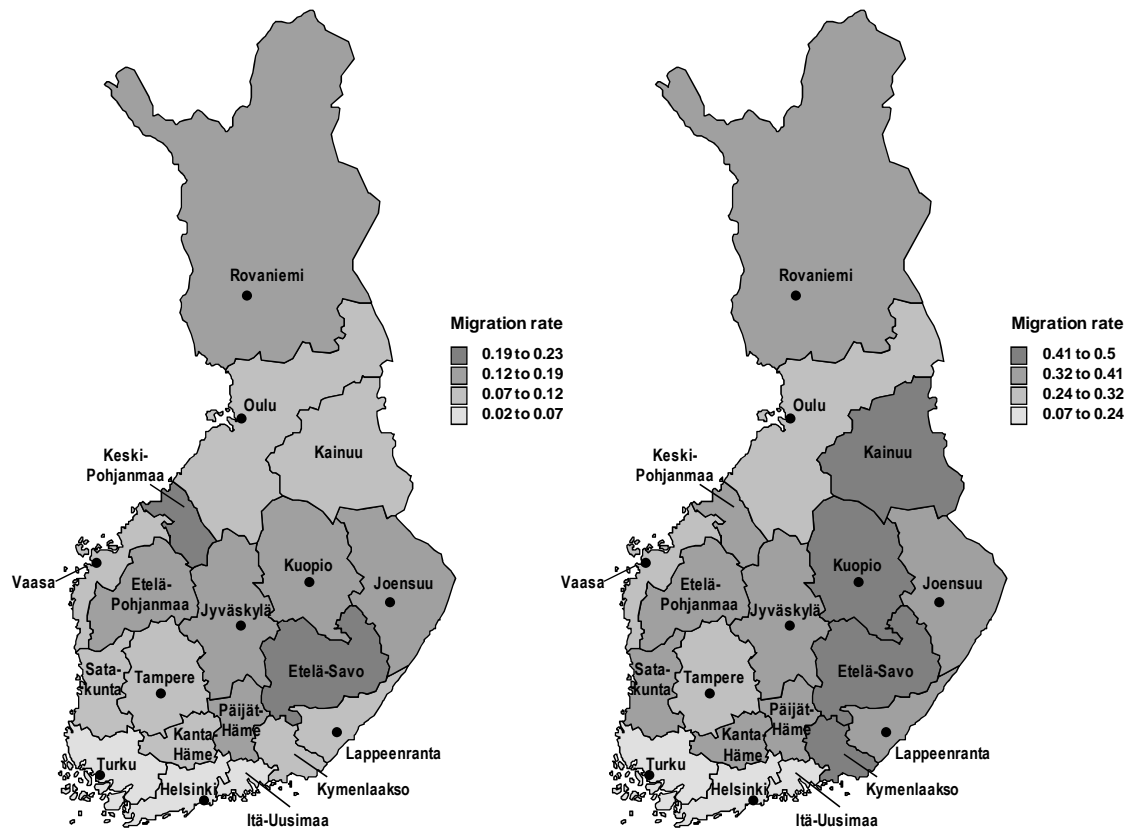 Rovaniemi
Migration rate
0.19 to 0.23
0.12 to 0.19
0.07 to 0.12
0.02 to 0.07
Oulu
Kainuu
Keski-
Pohjanmaa
Vaasa
Etelä-
Pohjanmaa
Kuopio
Joensuu
Jyväskylä
Sata-
kunta
Tampere
Etelä-Savo
Päijät-
Häme
Kanta-
Häme
Lappeenranta
Turku
Helsinki
Kymenlaakso
Itä-Uusimaa
Rovaniemi
Migration rate
0.41 to 0.5
0.32 to 0.41
0.24 to 0.32
0.07 to 0.24
Oulu
Kainuu
Keski-
Pohjanmaa
Vaasa
Etelä-
Pohjanmaa
Kuopio
Joensuu
Jyväskylä
Sata-
kunta
Tampere
Etelä-Savo
Päijät-
Häme
Kanta-
Häme
Lappeenranta
Turku
Helsinki
Kymenlaakso
Itä-Uusimaa